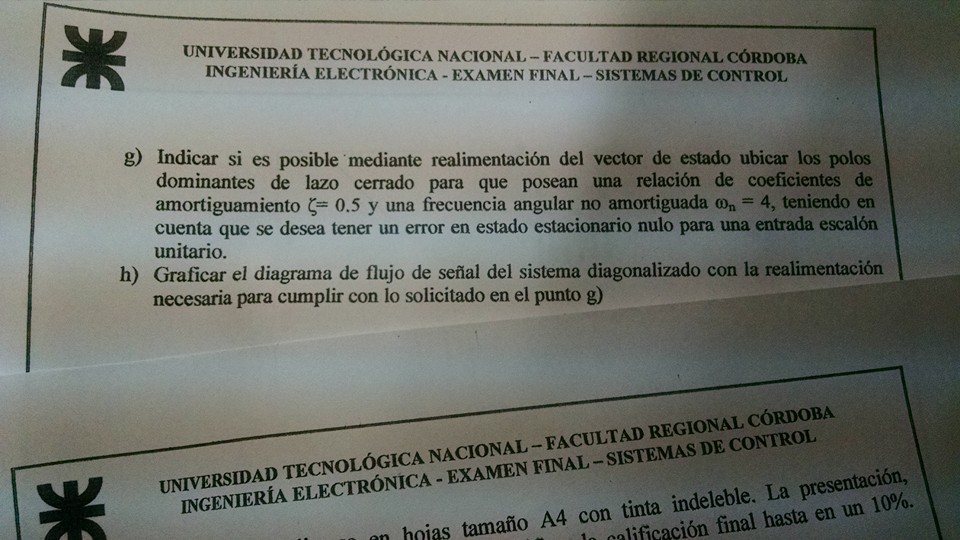 UNIVERSIDAD TECNOLÓGICA NACIONAL – FACULTAD REGIONAL CÓRDOBA
INGENIERÍA ELECTRÓNICA - EXAMEN FINAL – SISTEMAS DE CONTROL
g) Indicar si es posible mediante realimentación del vector de estado ubicar los polos
dominantes de lazo cerrado para que posean una relación de coeficientes de
amortiguamiento ζ= 0.5 y una frecuencia angular no amortiguada ωn = 4, teniendo en
cuenta que se desea tener un error en estado estacionario nulo para una entrada escalón
unitario.
h) Graficar el diagrama de flujo de señal del sistema diagonalizado con la realimentación
necesaria para cumplir con lo solicitado en el punto g)
UNIVERSIDAD TECNOLÓGICA NACIONAL – FACULTAD REGIONAL CÓRDOBA
INGENIERÍA ELECTRÓNICA - EXAMEN FINAL – SISTEMAS DE CONTROL
en hojas tamaño A4 con tinta indeleble. La presentación,
la calificación final hasta en un 10%.